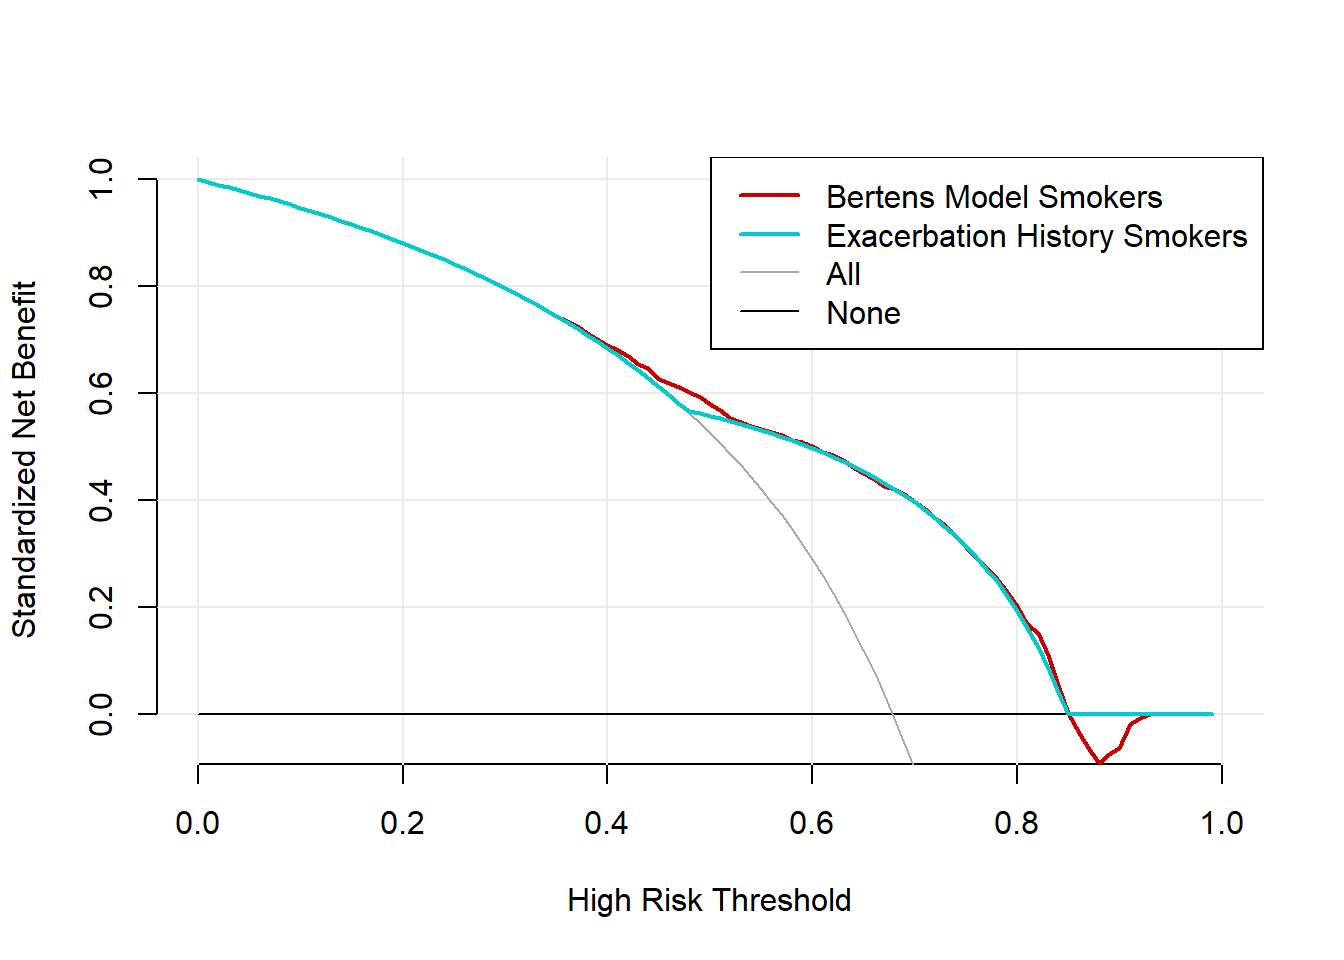 Bertens Model Smokers
Exacerbation History Smokers
All
None
Standardized Net Benefit
1.0
0.8
0.6
0.4
0.2
0.0
0.0 0.2 0.4 0.6 0.8 1.0
High Risk Threshold